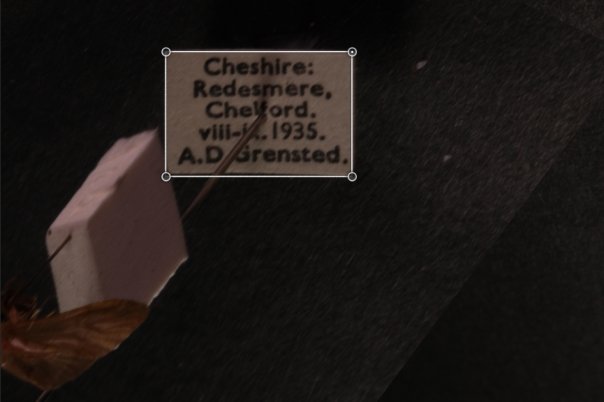 Cheshire:
Redesmere,
Chelford.
viii-ix.1935.
A.D.Grensted.